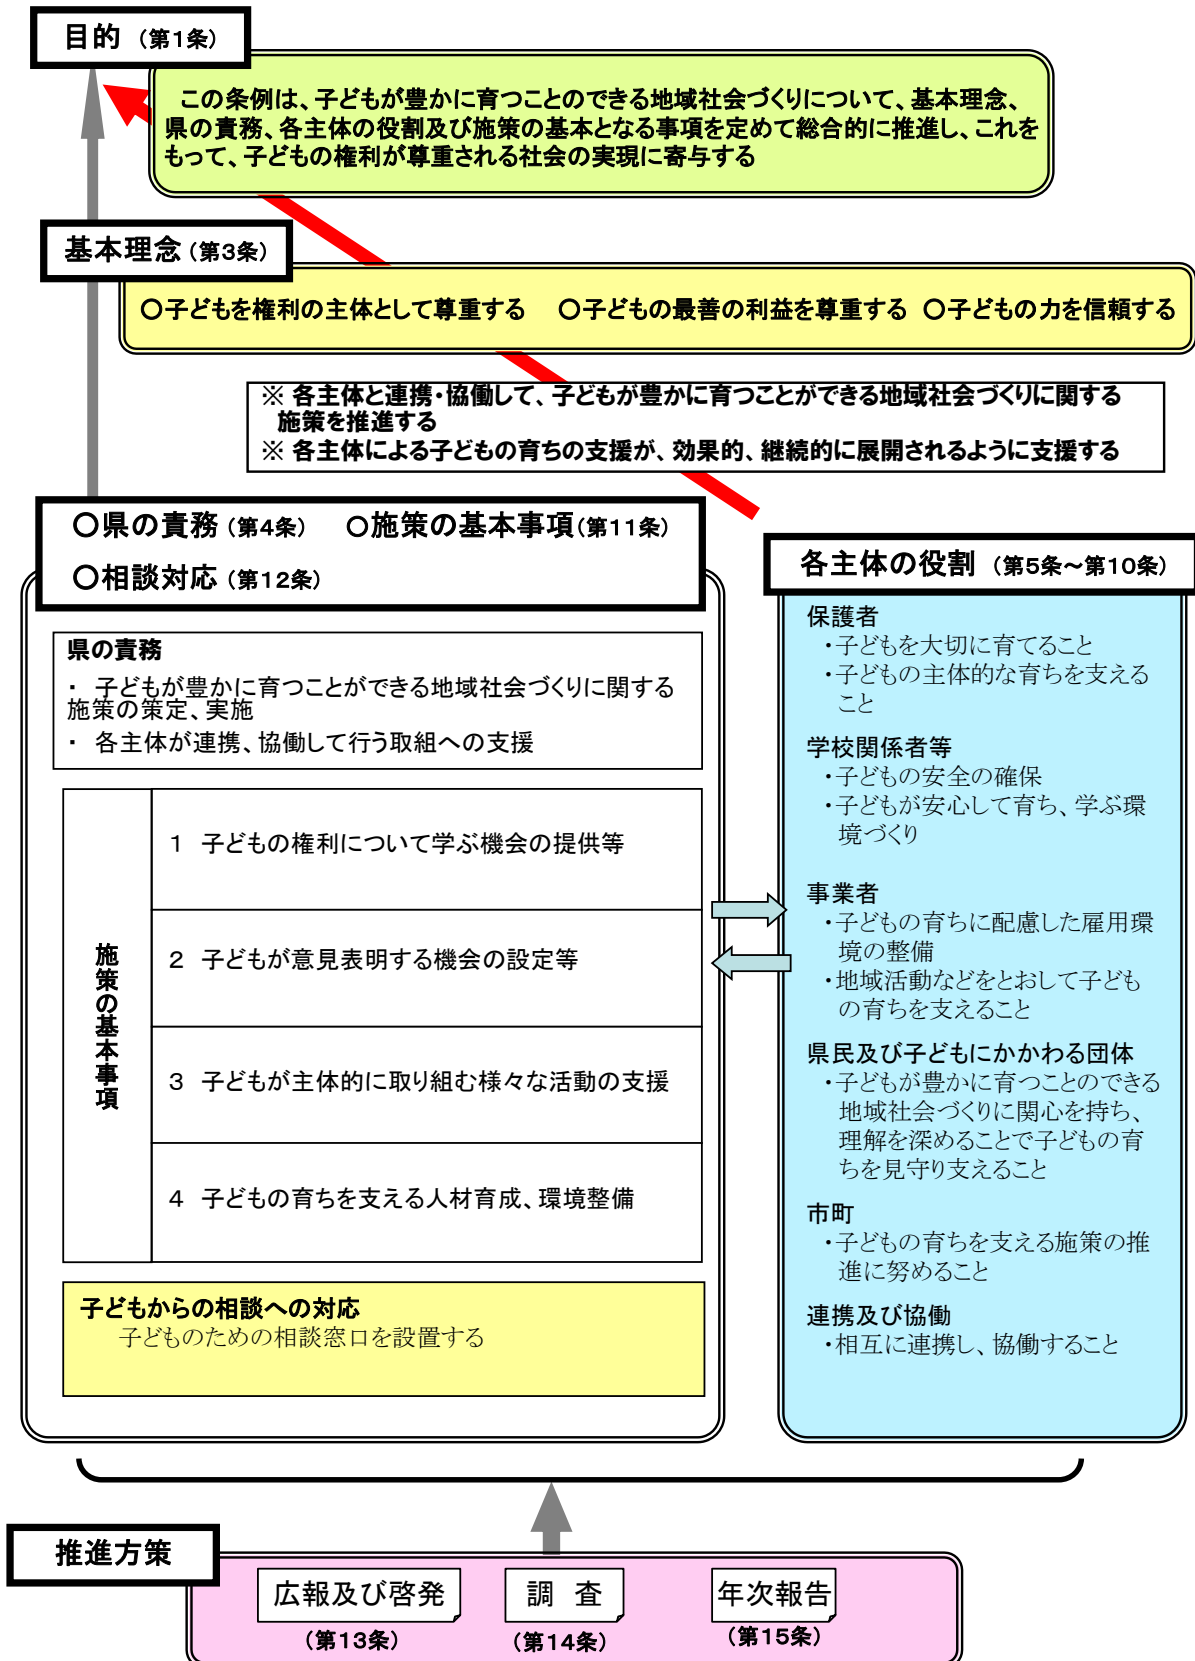 目的 (第1条)
この条例は、子どもが豊かに育つことのできる地域社会づくりについて、基本理念、
県の責務、各主体の役割及び施策の基本となる事項を定めて総合的に推進し、これを
もって、子どもの権利が尊重される社会の実現に寄与する
基本理念 (第3条)
○子どもを権利の主体として尊重する ○子どもの最善の利益を尊重する ○子どもの力を信頼する
※ 各主体と連携・協働して、子どもが豊かに育つことができる地域社会づくりに関する
施策を推進する
※ 各主体による子どもの育ちの支援が、効果的、継続的に展開されるように支援する
○県の責務 (第4条) ○施策の基本事項(第11条)
○相談対応 (第12条)
県の責務
・ 子どもが豊かに育つことができる地域社会づくりに関する
施策の策定、実施
・ 各主体が連携、協働して行う取組への支援
施策の基本事項
1 子どもの権利について学ぶ機会の提供等
2 子どもが意見表明する機会の設定等
3 子どもが主体的に取り組む様々な活動の支援
4 子どもの育ちを支える人材育成、環境整備
子どもからの相談への対応
子どものための相談窓口を設置する
各主体の役割 (第5条~第10条)
保護者
・子どもを大切に育てること
・子どもの主体的な育ちを支える
こと
学校関係者等
・子どもの安全の確保
・子どもが安心して育ち、学ぶ環
境づくり
事業者
・子どもの育ちに配慮した雇用環
境の整備
・地域活動などをとおして子ども
の育ちを支えること
県民及び子どもにかかわる団体
・子どもが豊かに育つことのできる
地域社会づくりに関心を持ち、
理解を深めることで子どもの育
ちを見守り支えること
市町
・子どもの育ちを支える施策の推
進に努めること
連携及び協働
・相互に連携し、協働すること
推進方策
広報及び啓発
(第13条)
調 査
(第14条)
年次報告
(第15条)